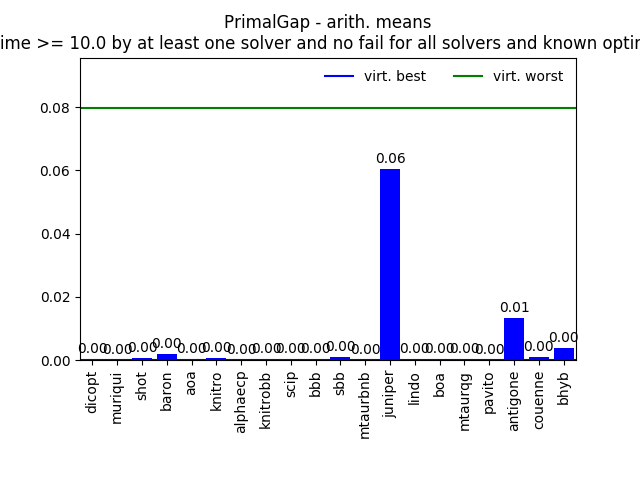 PrimalGap - arith. means
ime >= 10.0 by at least one solver and no fail for all solvers and known optim
virt. best
virt. worst
0.08
0.06
0.04
0.02
0.00
0.00
0.00
0.00
0.00
0.00
0.00
0.00
0.00
0.00
0.00
0.00
0.00
0.06
0.00
0.00
0.00
0.00
0.01
0.00
0.00
dicopt
muriqui
shot
baron
aoa
knitro
alphaecp
knitrobb
scip
bbb
sbb
mtaurbnb
juniper
lindo
boa
mtaurqg
pavito
antigone
couenne
bhyb